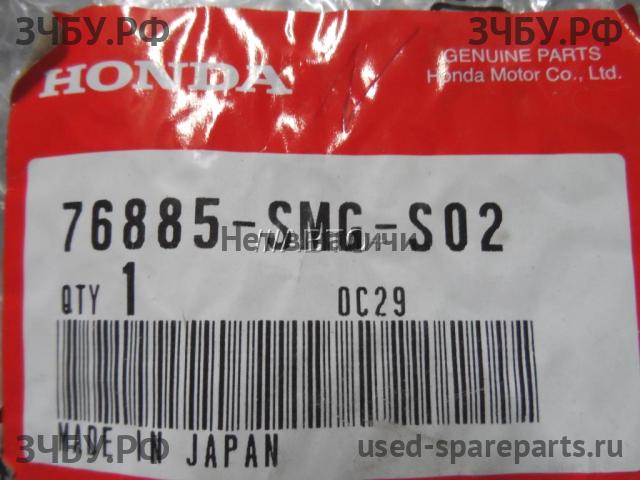 ЗЧБУ.РФ
ЗЧБУ.РФ
HONDA
GENUINE PARTS
Honda Motor Co., Ltd.
76885-SMG-S02
Нет в наличии
QTY 1
0C29
MADE IN JAPAN
ЗЧБУ.РФ
used-spareparts.ru